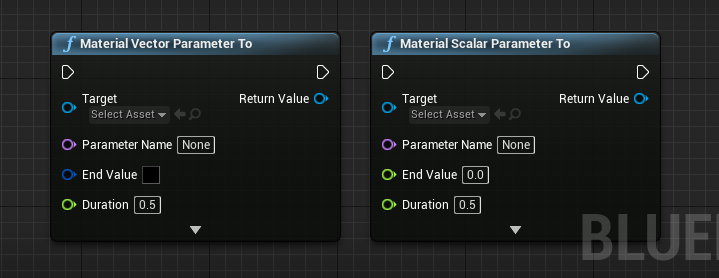 f Material Vector Parameter To
Target
Select Asset
Return Value
Parameter Name None
End Value
Duration 0.5
f Material Scalar Parameter To
Target
Select Asset
Return Value
Parameter Name None
End Value 0.0
Duration 0.5